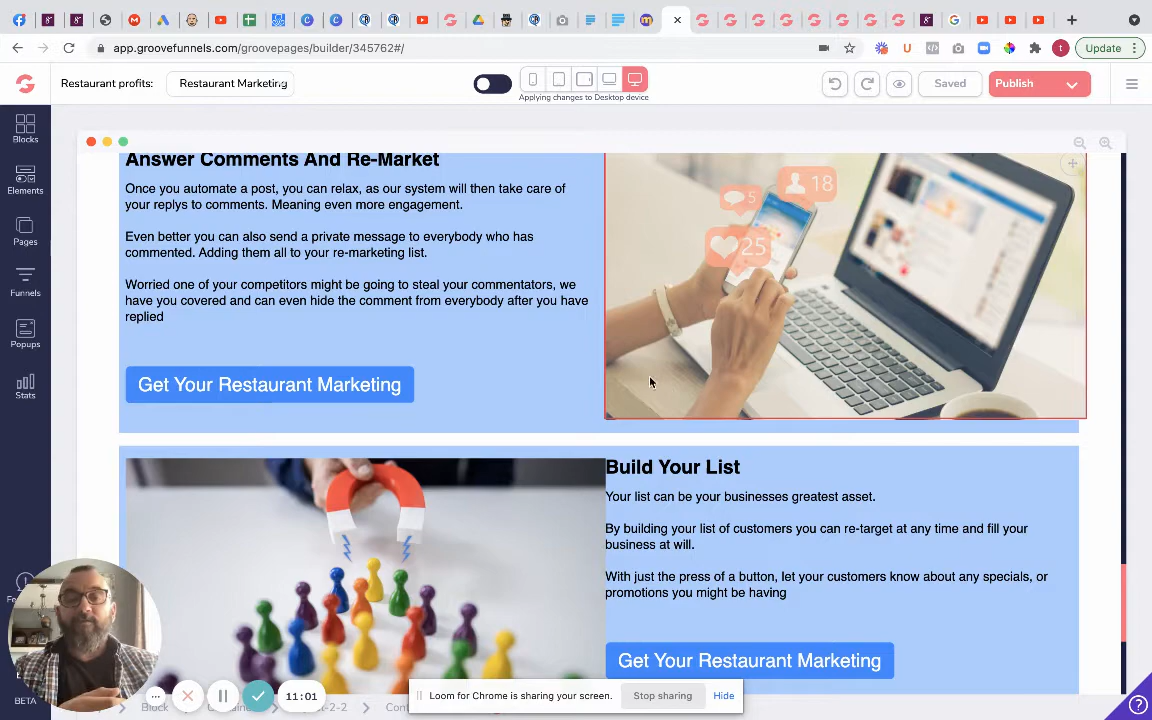 app.groovefunnels.com/groovepages/builder/345762#/
Update
Restaurant profits:
Restaurant Marketing
Applying changes to Desktop device
Saved
Publish
Blocks
Elements
Pages
Funnels
Popups
Stats
BETA
Answer Comments And Re-Market
Once you automate a post, you can relax, as our system will then take care of
your replys to comments. Meaning even more engagement.
Even better you can also send a private message to everybody who has
commented. Adding them all to your re-marketing list.
Worried one of your competitors might be going to steal your commentators, we
have you covered and can even hide the comment from everybody after you have
replied
Get Your Restaurant Marketing
5
18
25
Build Your List
Your list can be your businesses greatest asset.
By building your list of customers you can re-target at any time and fill your
business at will.
With just the press of a button, let your customers know about any specials, or
promotions you might be having
Get Your Restaurant Marketing
11:01
Loom for Chrome is sharing your screen.
Stop sharing
Hide
Block